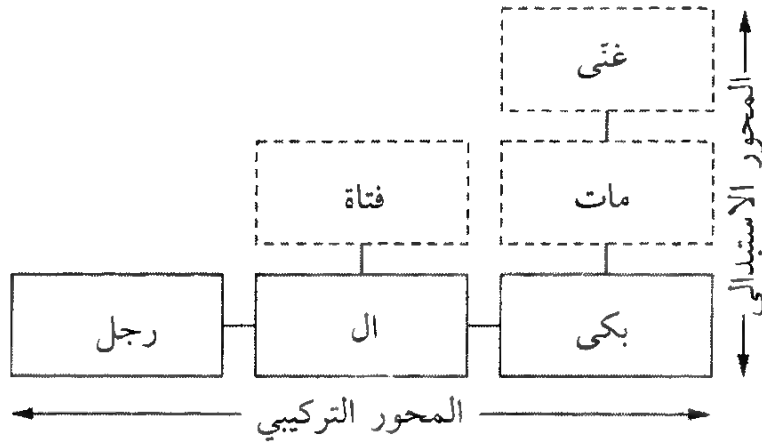 غنّى
مات
فتاة
بكى
ال
رجل
المحور التركيبي
المحور الاستبدالي